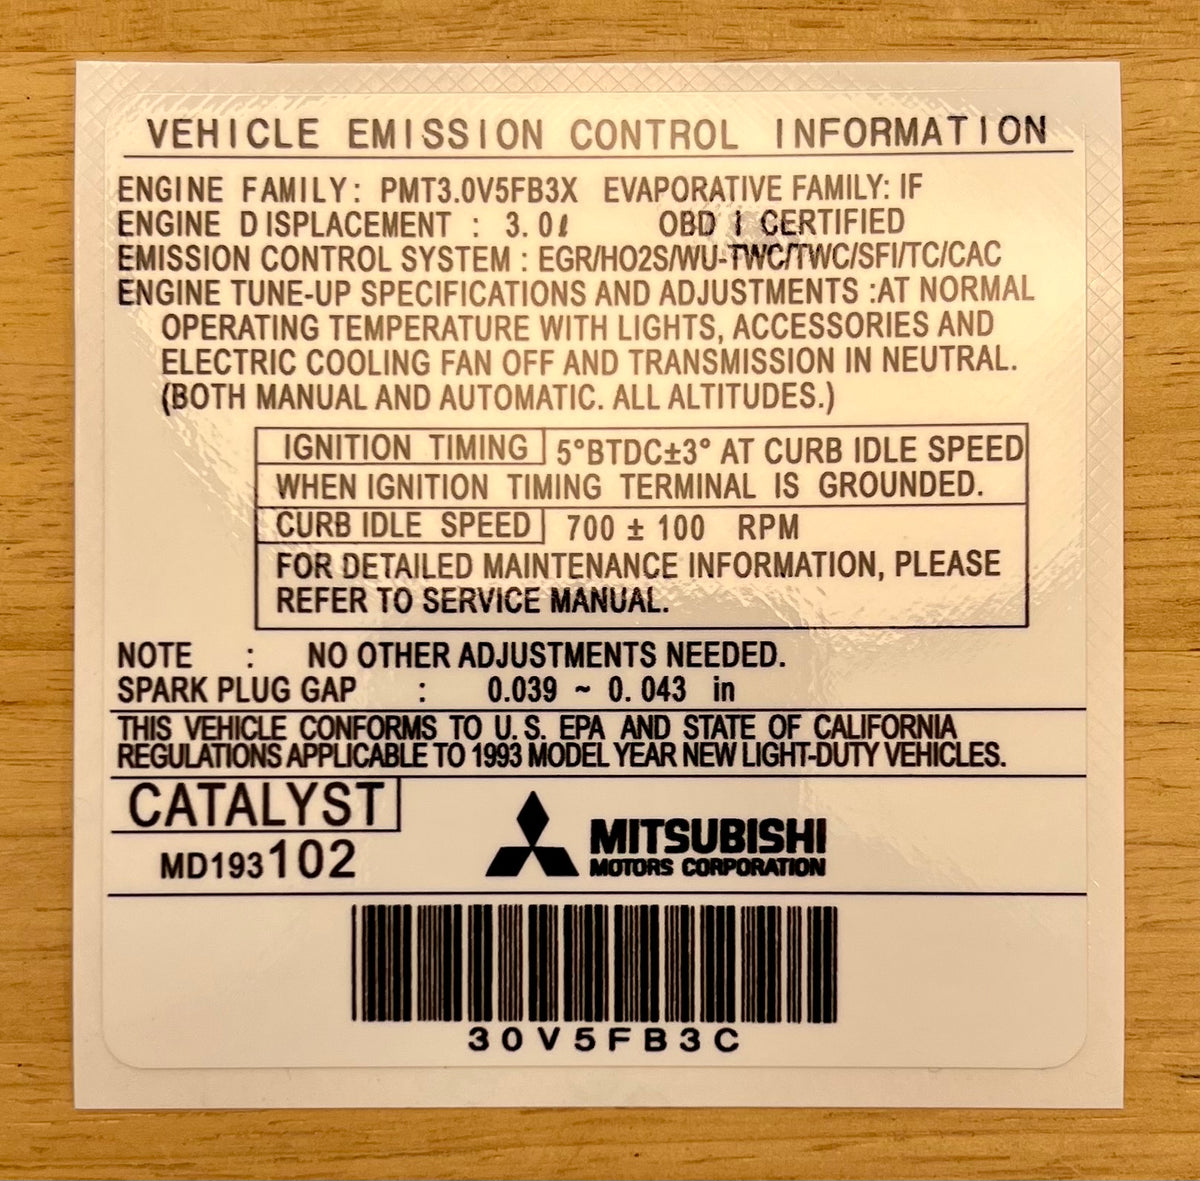 VEHICLE EMISSION CONTROL INFORMATION
ENGINE FAMILY: PMT3.0V5FB3X EVAPORATIVE FAMILY: IF
ENGINE DISPLACEMENT : 3.0ℓ OBD I CERTIFIED
EMISSION CONTROL SYSTEM : EGR/HO2S/WU-TWC/TWC/SFI/TC/CAC
ENGINE TUNE-UP SPECIFICATIONS AND ADJUSTMENTS :AT NORMAL
OPERATING TEMPERATURE WITH LIGHTS, ACCESSORIES AND
ELECTRIC COOLING FAN OFF AND TRANSMISSION IN NEUTRAL.
(BOTH MANUAL AND AUTOMATIC. ALL ALTITUDES.)
IGNITION TIMING 5°BTDC±3° AT CURB IDLE SPEED
WHEN IGNITION TIMING TERMINAL IS GROUNDED.
CURB IDLE SPEED 700 ± 100 RPM
FOR DETAILED MAINTENANCE INFORMATION, PLEASE
REFER TO SERVICE MANUAL.
NOTE : NO OTHER ADJUSTMENTS NEEDED.
SPARK PLUG GAP : 0.039 ~ 0.043 in
THIS VEHICLE CONFORMS TO U.S. EPA AND STATE OF CALIFORNIA
REGULATIONS APPLICABLE TO 1993 MODEL YEAR NEW LIGHT-DUTY VEHICLES.
CATALYST
MD193102
MITSUBISHI
MOTORS CORPORATION
30V5FB3C